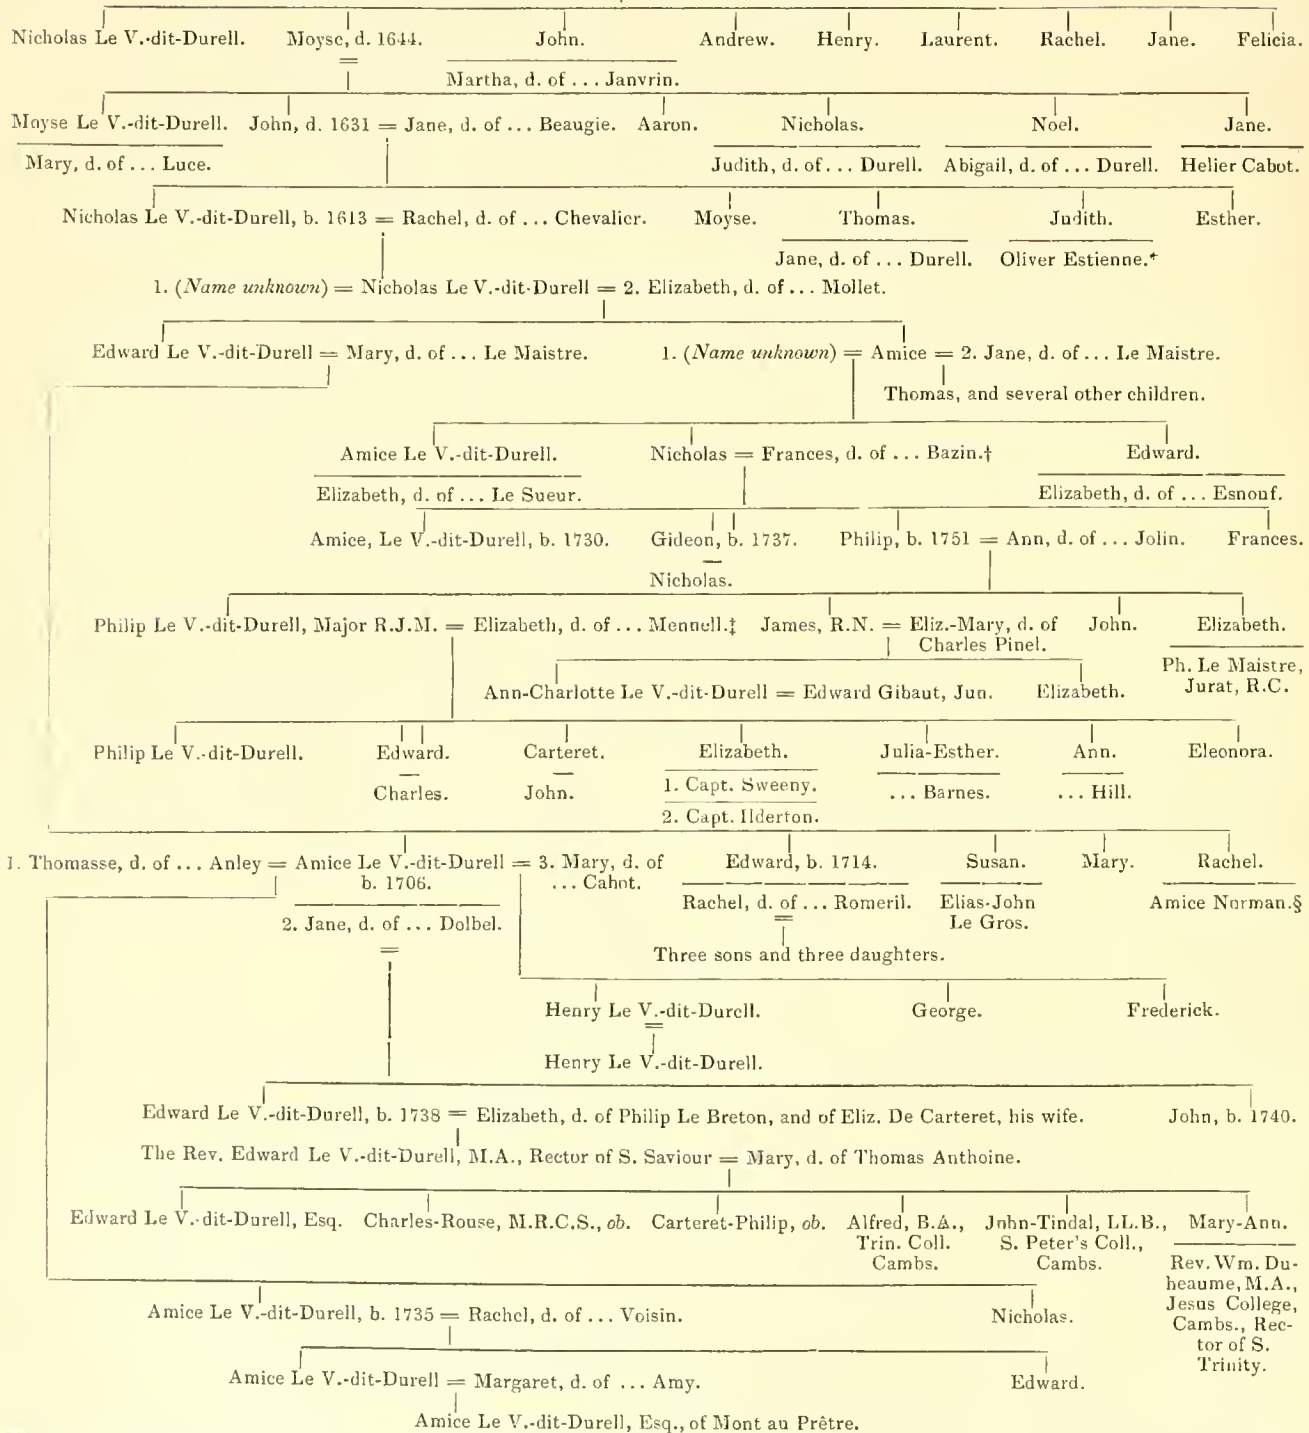 Nicholas Le V.-dit-Durell. Moyse, d. 1644. John. Andrew. Henry. Laurent. Rachel. Jane. Felicia.
=
Martha, d. of ... Janvrin.
Moyse Le V.-dit-Durell. John, d. 1631 = Jane, d. of ... Beaugie. Aaron. Nicholas. Noel. Jane.
Mary, d. of ... Luce. Judith, d. of ... Durell. Abigail, d. of ... Durell. Helier Cabot.
Nicholas Le V.-dit-Durell, b. 1613 = Rachel, d. of ... Chevalier. Moyse. Thomas. Judith. Esther.
Jane, d. of ... Durell. Oliver Estienne.*
1. (Name unknown) = Nicholas Le V.-dit-Durell = 2. Elizabeth, d. of ... Mollet.
Edward Le V.-dit-Durell = Mary, d. of ... Le Maistre. 1. (Name unknown) = Amice = 2. Jane, d. of ... Le Maistre.
Thomas, and several other children.
Amice Le V.-dit-Durell. Nicholas = Frances, d. of ... Bazin.† Edward.
Elizabeth, d. of ... Le Sueur. Elizabeth, d. of ... Esnouf.
Amice, Le V.-dit-Durell, b. 1730. Gideon, b. 1737. Philip, b. 1751 = Ann, d. of ... Jolin. Frances.
Nicholas.
Philip Le V.-dit-Durell, Major R.J.M. = Elizabeth, d. of ... Mennell.‡ James, R.N. = Eliz.-Mary, d. of John. Elizabeth.
Charles Pinel.
Ph. Le Maistre,
Ann-Charlotte Le V.-dit-Durell = Edward Gibaut, Jun. Elizabeth. Jurat, R.C.
Philip Le V.-dit-Durell. Edward. Carteret. Elizabeth. Julia-Esther. Ann. Eleonora.
Charles. John. 1. Capt. Sweeny. ... Barnes. ... Hill.
2. Capt. Ilderton.
1. Thomasse, d. of ... Anley = Amice Le V.-dit-Durell = 3. Mary, d. of Edward, b. 1714. Susan. Mary. Rachel.
b. 1706. ... Cabot.
Rachel, d. of ... Romeril. Elias-John Amice Norman.§
2. Jane, d. of ... Dolbel. = Le Gros.
=
Three sons and three daughters.
Henry Le V.-dit-Durell. George. Frederick.
=
Henry Le V.-dit-Durell.
Edward Le V.-dit-Durell, b. 1738 = Elizabeth, d. of Philip Le Breton, and of Eliz. De Carteret, his wife. John, b. 1740.
The Rev. Edward Le V.-dit-Durell, M.A., Rector of S. Saviour = Mary, d. of Thomas Anthoine.
Edward Le V.-dit-Durell, Esq. Charles-Rouse, M.R.C.S., ob. Carteret-Philip, ob. Alfred, B.A., John-Tindal, LL.B., Mary-Ann.
Trin. Coll. S. Peter's Coll.,
Cambs. Cambs. Rev. Wm. Du-
heaume, M.A.,
Amice Le V.-dit-Durell, b. 1735 = Rachel, d. of ... Voisin. Nicholas. Jesus College,
Cambs., Rec-
tor of S.
Trinity.
Amice Le V.-dit-Durell = Margaret, d. of ... Amy. Edward.
Amice Le V.-dit-Durell, Esq., of Mont au Prêtre.